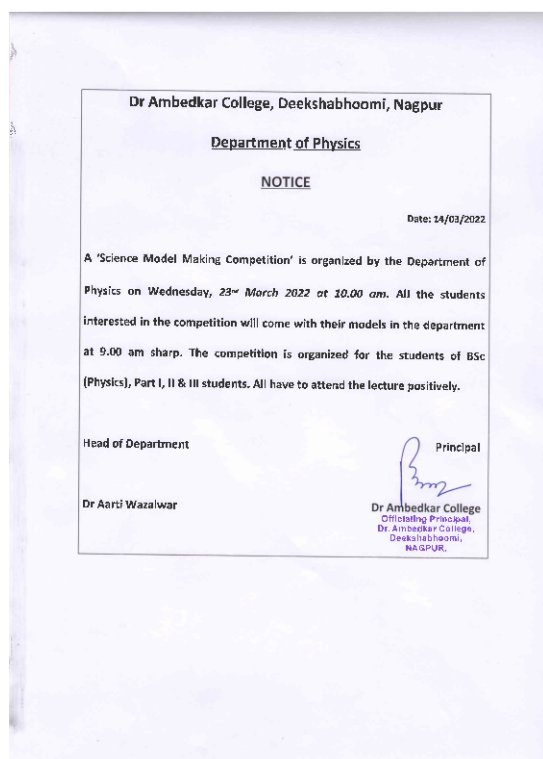 Dr Ambedkar College, Deekshabhoomi, Nagpur
Department of Physics
NOTICE
Date: 14/03/2022
A ‘Science Model Making Competition’ is organized by the Department of
Physics on Wednesday, 23rd March 2022 at 10.00 am. All the students
interested in the competition will come with their models in the department
at 9.00 am sharp. The competition is organized for the students of BSc
(Physics), Part I, II & III students. All have to attend the lecture positively.
Head of Department
Principal
Dr Aarti Wazalwar
Dr Ambedkar College
Officiating Principal,
Dr. Ambedkar College,
Deekshabhoomi,
NAGPUR.